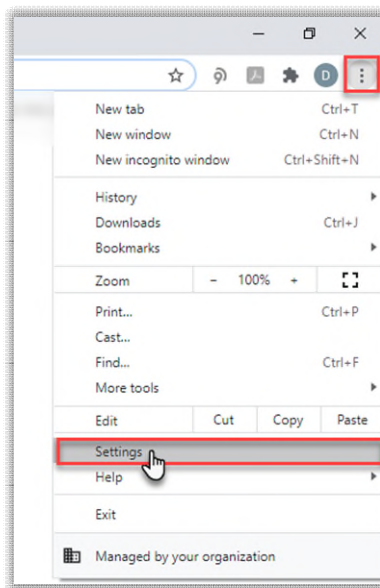 D
New tab Ctrl+T
New window Ctrl+N
New incognito window Ctrl+Shift+N
History
Downloads Ctrl+J
Bookmarks
Zoom - 100% +
Print... Ctrl+P
Cast...
Find... Ctrl+F
More tools
Edit Cut Copy Paste
Settings
Help
Exit
Managed by your organization